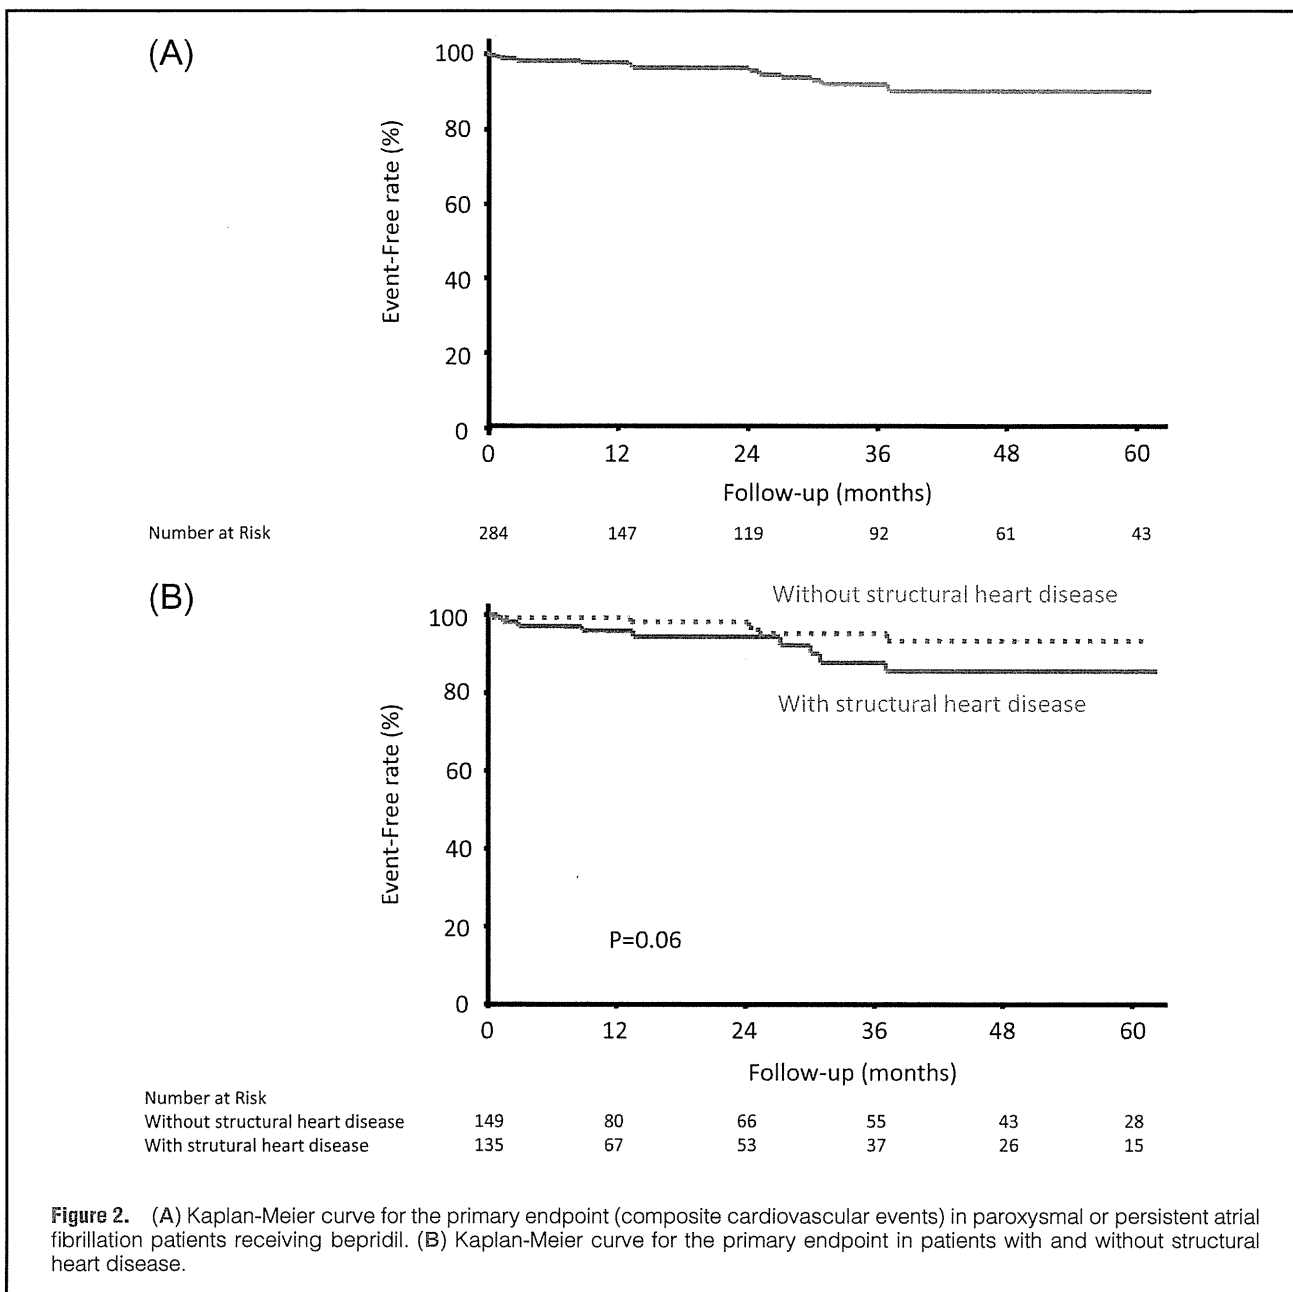 (A)
100
80
60
40
20
0
Event-Free rate (%)
0 12 24 36 48 60
Follow-up (months)
Number at Risk 284 147 119 92 61 43
(B)
Without structural heart disease
With structural heart disease
100
80
60
40
20
0
Event-Free rate (%)
P=0.06
0 12 24 36 48 60
Follow-up (months)
Number at Risk
Without structural heart disease 149 80 66 55 43 28
With strutural heart disease 135 67 53 37 26 15
Figure 2. (A) Kaplan-Meier curve for the primary endpoint (composite cardiovascular events) in paroxysmal or persistent atrial
fibrillation patients receiving bepridil. (B) Kaplan-Meier curve for the primary endpoint in patients with and without structural
heart disease.